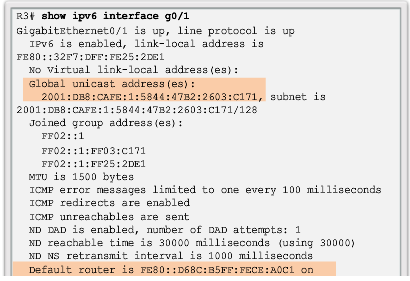 R3# show ipv6 interface g0/1
GigabitEthernet0/1 is up, line protocol is up
IPv6 is enabled, link-local address is
FE80::32F7:DFF:FE25:2DE1
No Virtual link-local address(es):
Global unicast address(es):
2001:DB8:CAFE:1:5844:47B2:2603:C171, subnet is
2001:DB8:CAFE:1:5844:47B2:2603:C171/128
Joined group address(es):
FF02::1
FF02::1:FF03:C171
FF02::1:FF25:2DE1
MTU is 1500 bytes
ICMP error messages limited to one every 100 milliseconds
ICMP redirects are enabled
ICMP unreachables are sent
ND DAD is enabled, number of DAD attempts: 1
ND reachable time is 30000 milliseconds (using 30000)
ND NS retransmit interval is 1000 milliseconds
Default router is FE80::D68C:B5FF:FECE:A0C1 on